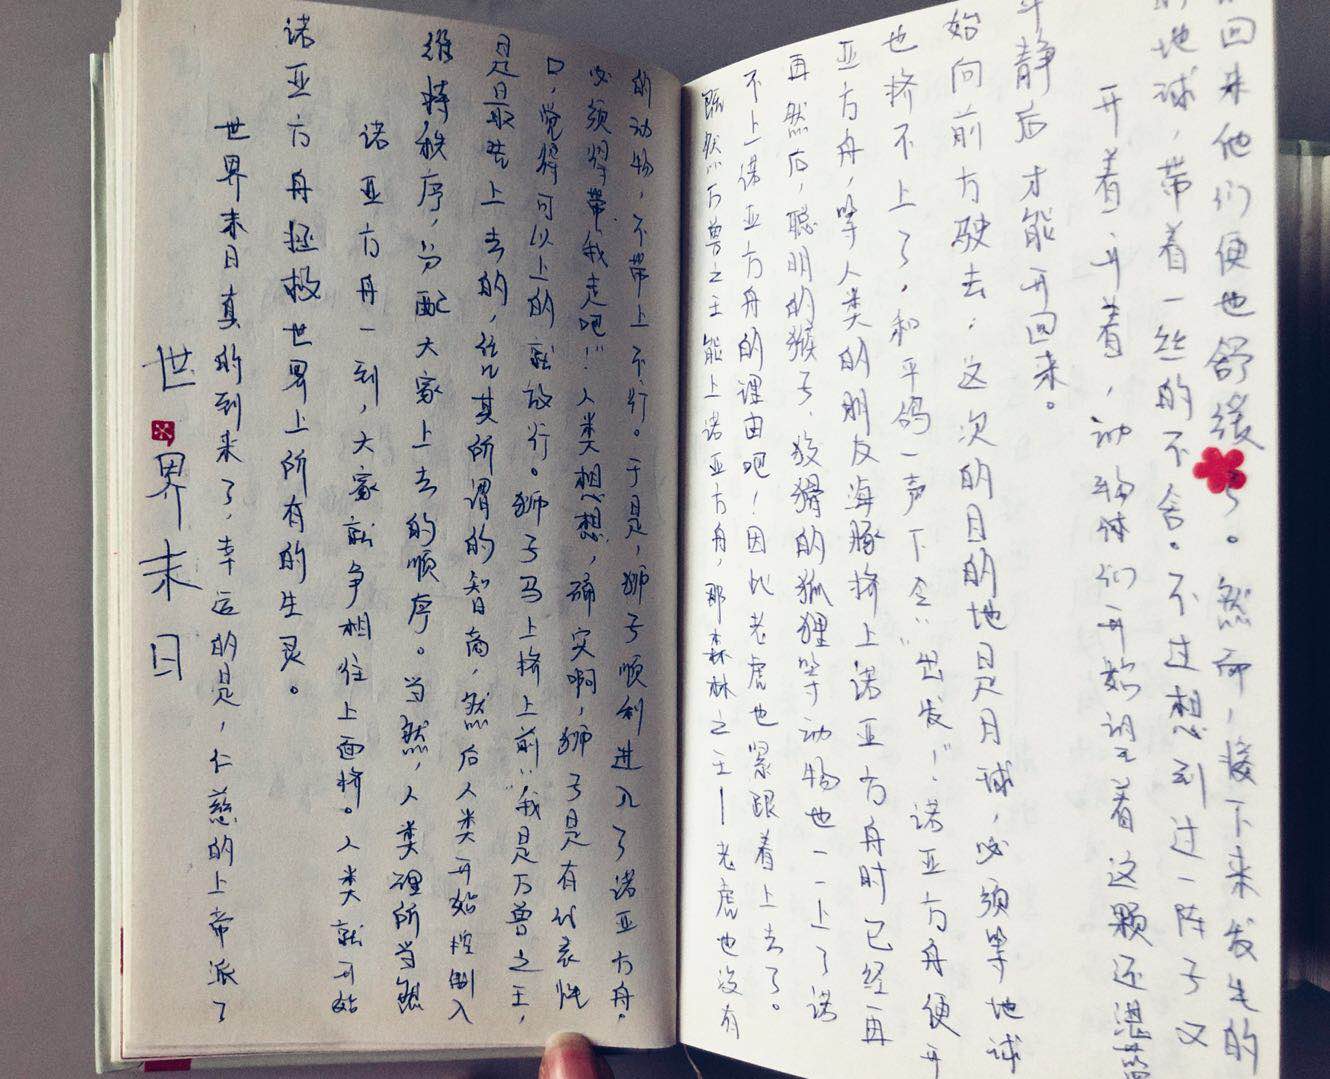 世界末日
世界末日真的到来了，幸运的是，仁慈的上帝派了
诺亚方舟拯救世界上所有的生灵。
诺亚方舟一到，大家就争相往上面挤。人类就开始
维持秩序，分配大家上去的顺序。当然，人类理所当然
是最上去的，凭其所谓的智商，然后人类开始控制入
口，觉得可以上的就放行。狮子马上挤上前，“我是万兽之王，
必须得带我走吧！”人类想想，确实啊，狮子是有代表性
的动物，不带上不行。于是，狮子顺利进入了诺亚方舟。
既然万兽之王能上诺亚方舟，那森林之王—老虎也没有
不上诺亚方舟的理由吧！因此老虎也紧跟着上去了。
再然后，聪明的猴子、狡猾的狐狸等动物也一一上了诺
亚方舟，等人类的朋友海豚挤上诺亚方舟时已经再
也挤不上了。和平鸽一声下令“出发”，诺亚方舟便开
始向前方驶去；这次的目的地是月球，必须等地球
平静后才能开回来。
开着开着，动物们开始望着这颗还湛蓝
的地球，带着一丝的不舍。不过想到过一阵子又
回来他们便也舒缓了。然而，接下来发生的